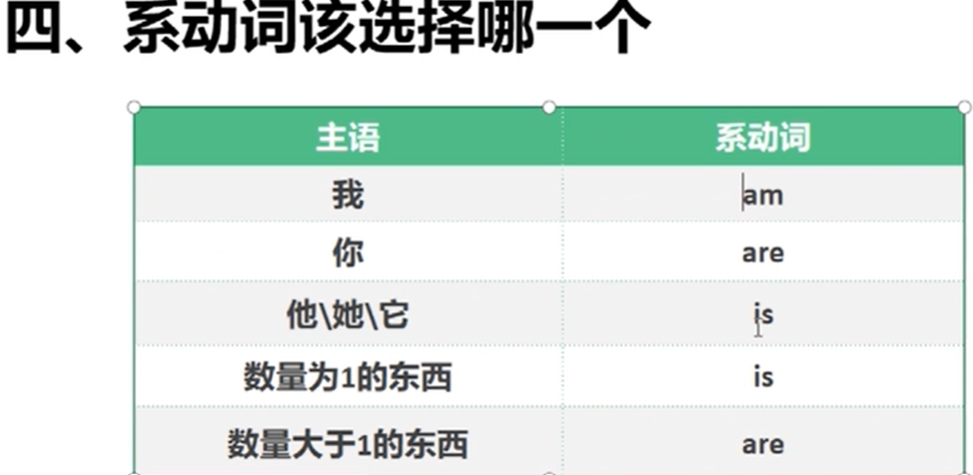 四、系动词该选择哪一个
主语 系动词
我 am
你 are
他\她\它 is
数量为1的东西 is
数量大于1的东西 are